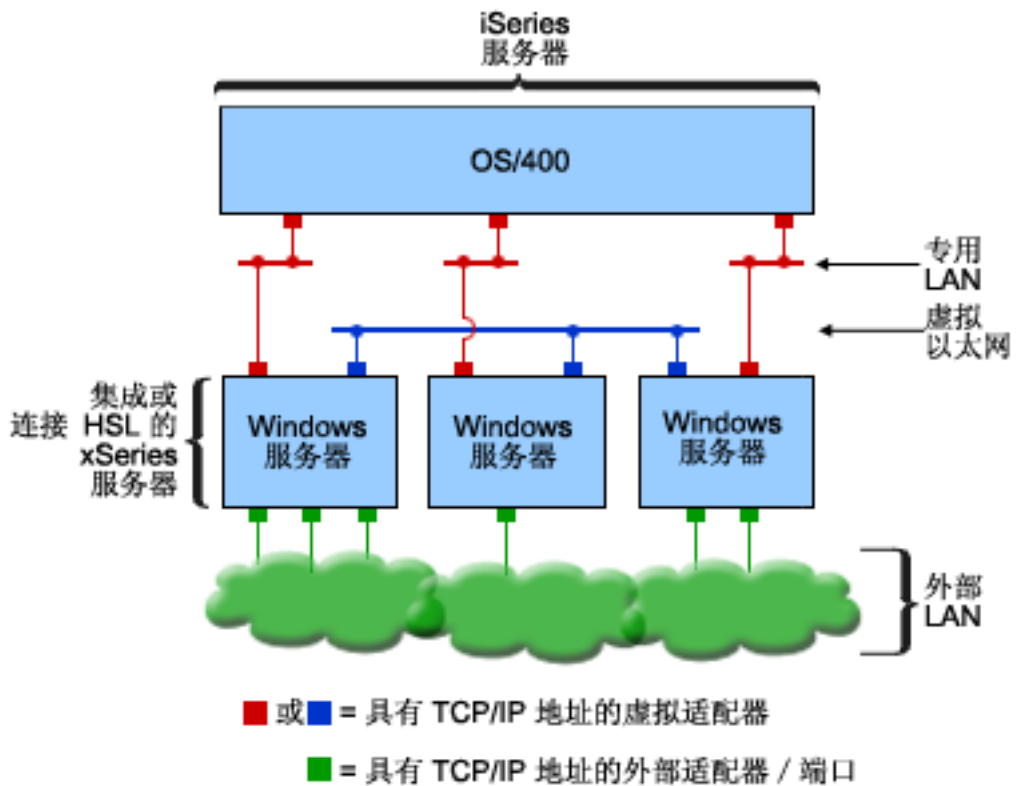 iSeries
服务器
OS/400
专用
LAN
虚拟
以太网
集成或
连接 HSL 的
xSeries
服务器
Windows
服务器
Windows
服务器
Windows
服务器
外部
LAN
或 = 具有 TCP/IP 地址的虚拟适配器
= 具有 TCP/IP 地址的外部适配器 / 端口